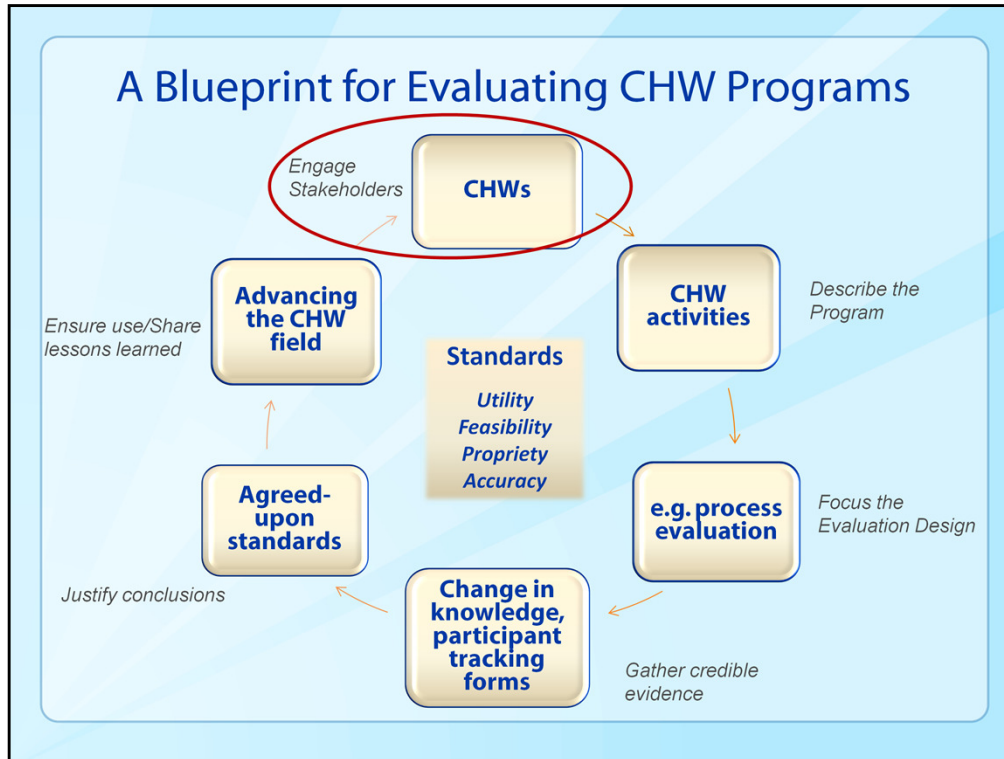 A Blueprint for Evaluating CHW Programs
Engage
Stakeholders
CHWs
CHW
activities
Describe the
Program
e.g. process
evaluation
Focus the
Evaluation Design
Change in
knowledge,
participant
tracking
forms
Gather credible
evidence
Agreed-
upon
standards
Justify conclusions
Advancing
the CHW
field
Ensure use/Share
lessons learned
Standards
Utility
Feasibility
Propriety
Accuracy